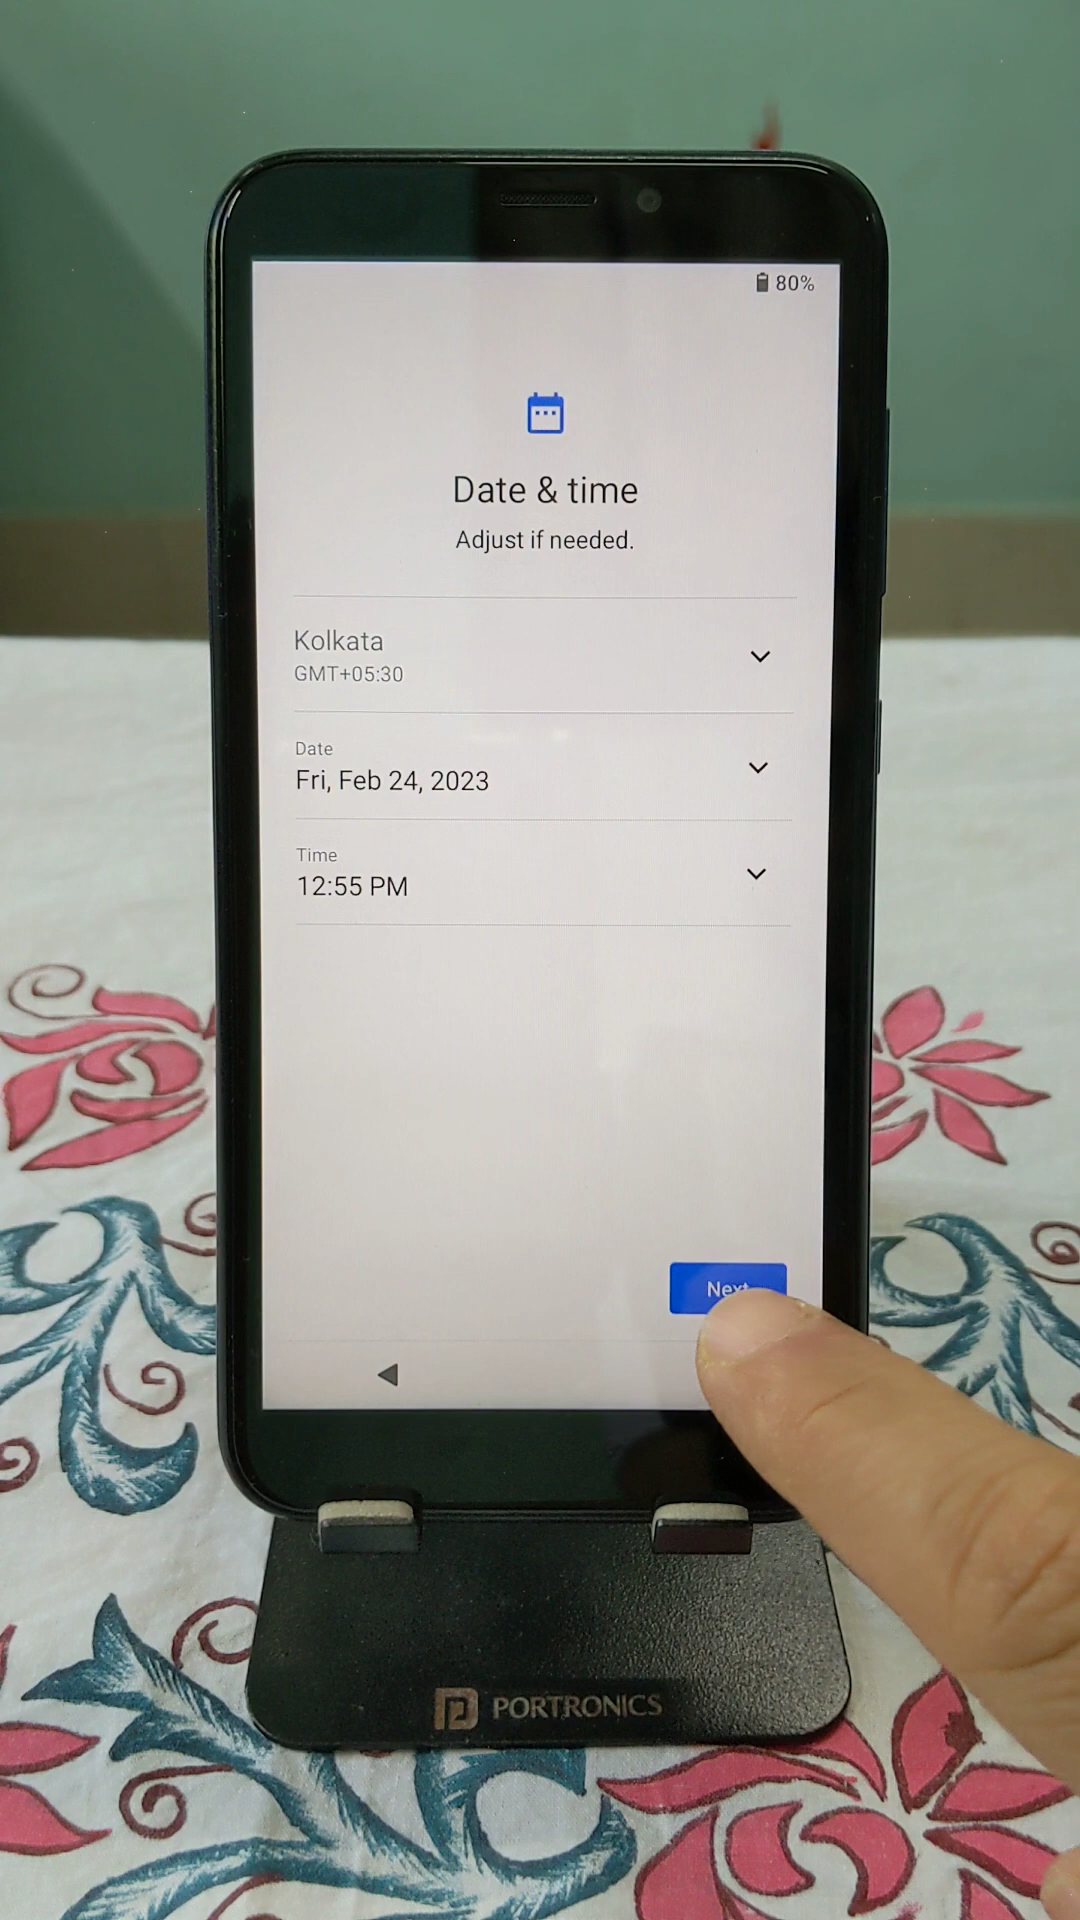 80%
Date & time
Adjust if needed.
Kolkata
GMT+05:30
Date
Fri, Feb 24, 2023
Time
12:55 PM
Next
PORTRONICS